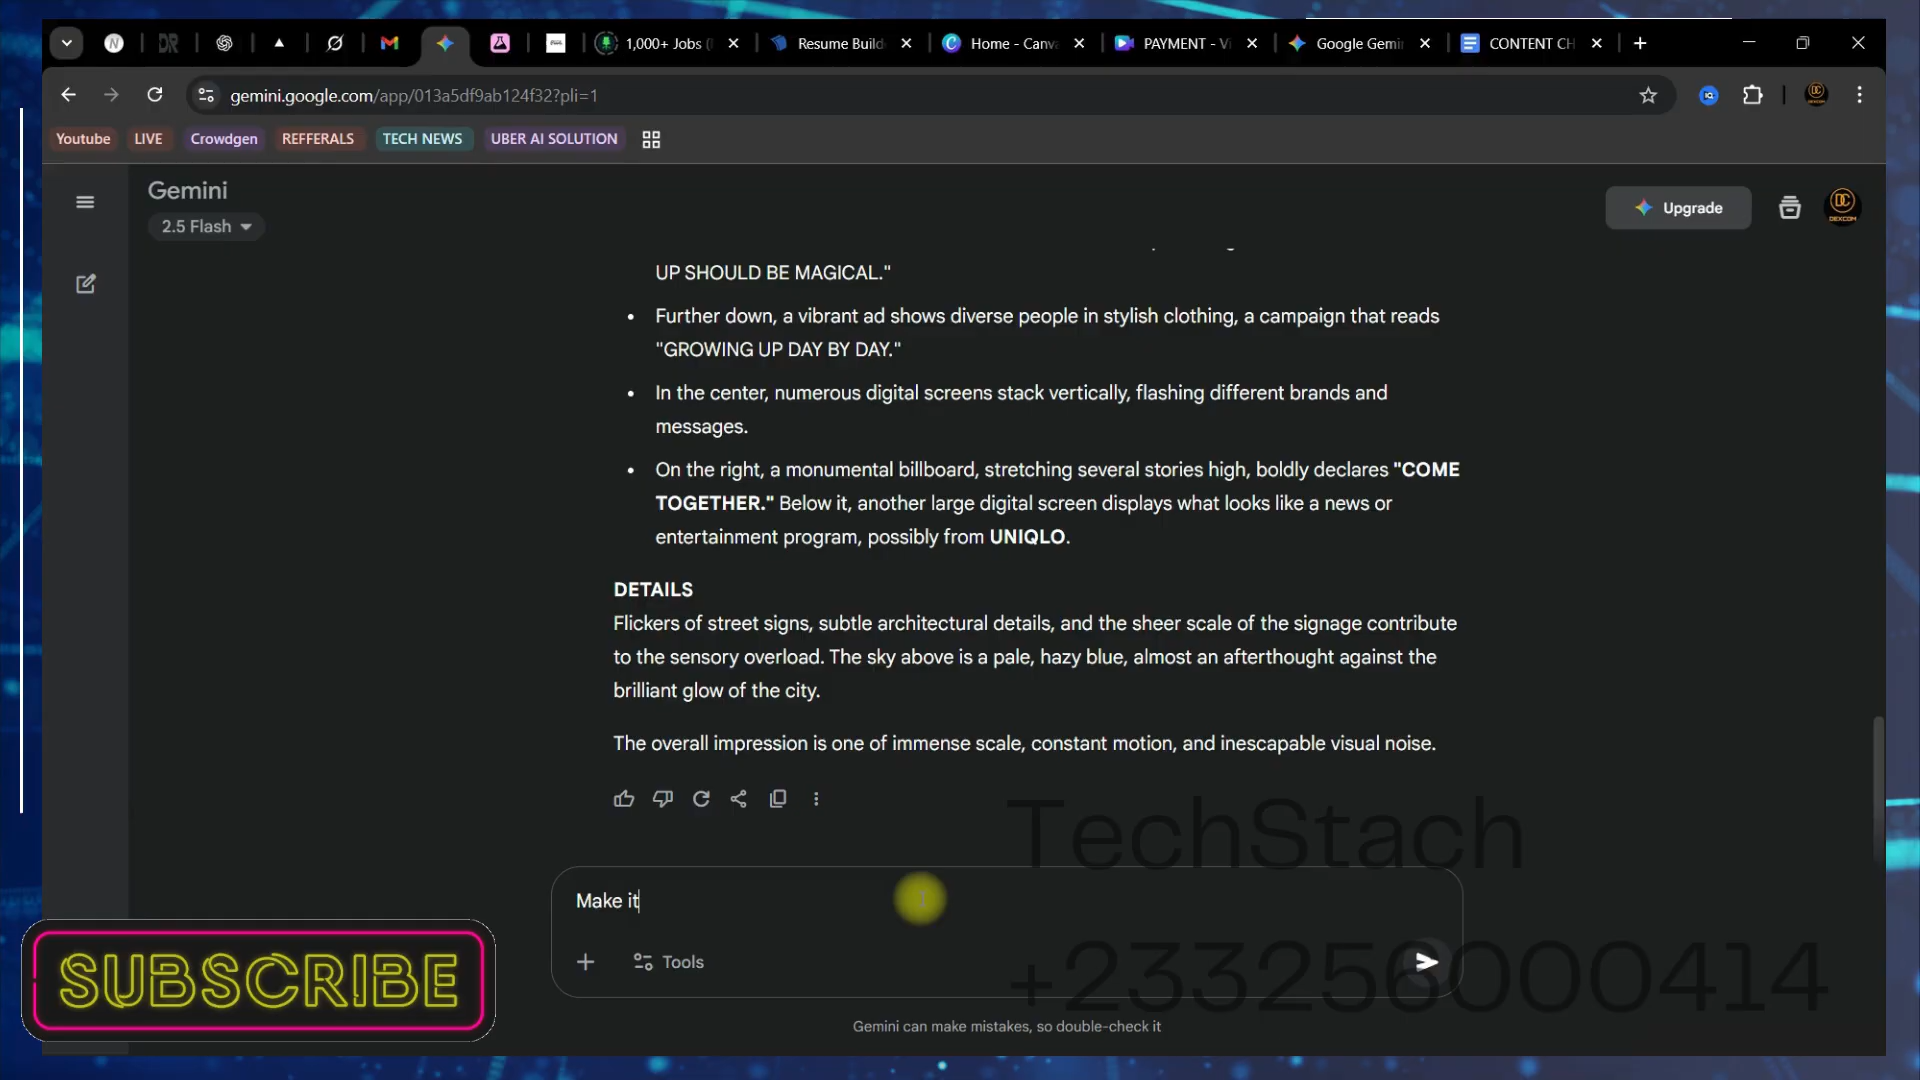 1,000+ Jobs (
Resume Build
Home - Canva
PAYMENT - Vi
Google Gemin
CONTENT CH
gemini.google.com/app/013a5df9ab124f32?pli=1
Youtube
LIVE
Crowdgen
REFFERALS
TECH NEWS
UBER AI SOLUTION
Gemini
2.5 Flash
Upgrade
DC
DEXCOM
UP SHOULD BE MAGICAL."
• Further down, a vibrant ad shows diverse people in stylish clothing, a campaign that reads
"GROWING UP DAY BY DAY."
• In the center, numerous digital screens stack vertically, flashing different brands and
messages.
• On the right, a monumental billboard, stretching several stories high, boldly declares "COME
TOGETHER." Below it, another large digital screen displays what looks like a news or
entertainment program, possibly from UNIQLO.
DETAILS
Flickers of street signs, subtle architectural details, and the sheer scale of the signage contribute
to the sensory overload. The sky above is a pale, hazy blue, almost an afterthought against the
brilliant glow of the city.
The overall impression is one of immense scale, constant motion, and inescapable visual noise.
TechStach
Make it
Tools
+233256000414
SUBSCRIBE
Gemini can make mistakes, so double-check it